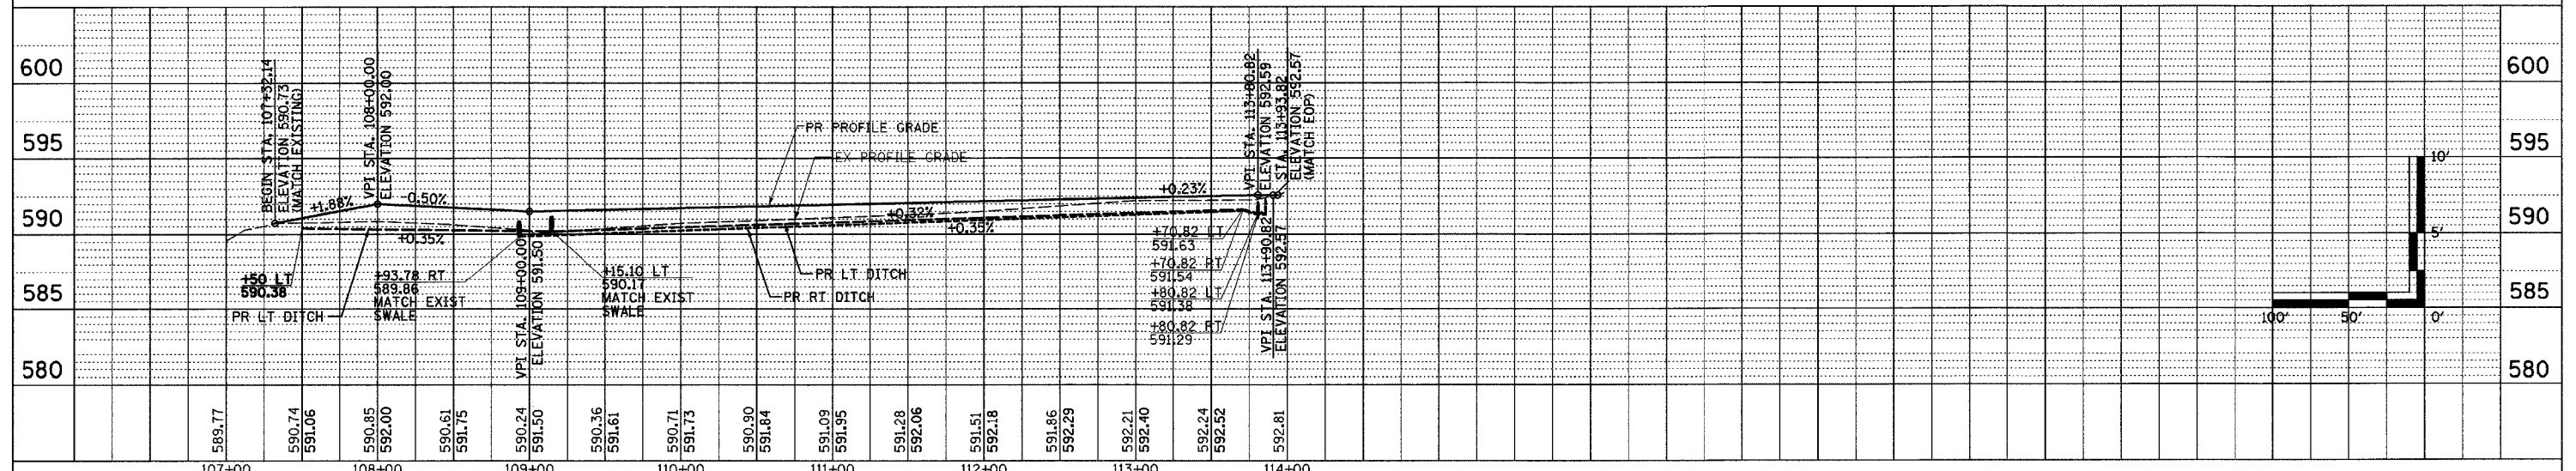 600
595
590
585
580
BEGIN STA. 107+32.14
ELEVATION 590.73
(MATCH EXISTING)
VPI STA. 108+00.00
ELEVATION 592.00
+1.88%
-0.50%
PR PROFILE GRADE
EX PROFILE GRADE
+0.23%
VPI STA. 113+80.82
ELEVATION 592.59
STA. 113+93.82
ELEVATION 592.57
(MATCH EOP)
+0.35%
+0.32%
+0.35%
+50 LT
590.38
PR LT DITCH
+93.78 RT
589.86
MATCH EXIST
SWALE
VPI STA. 109+00.00
ELEVATION 591.50
+15.10 LT
590.17
MATCH EXIST
SWALE
PR LT DITCH
PR RT DITCH
+70.82 LT
591.63
+70.82 RT
591.54
+80.82 LT
591.38
+80.82 RT
591.29
VPI STA. 113+90.82
ELEVATION 592.57
10'
5'
100'
50'
0'
600
595
590
585
580
589.77
590.74
591.06
590.85
592.00
590.61
591.75
590.24
591.50
590.36
591.61
590.71
591.73
590.90
591.84
591.09
591.95
591.28
592.06
591.51
592.18
591.86
592.29
592.21
592.40
592.24
592.52
592.81
107+00
108+00
109+00
110+00
111+00
112+00
113+00
114+00